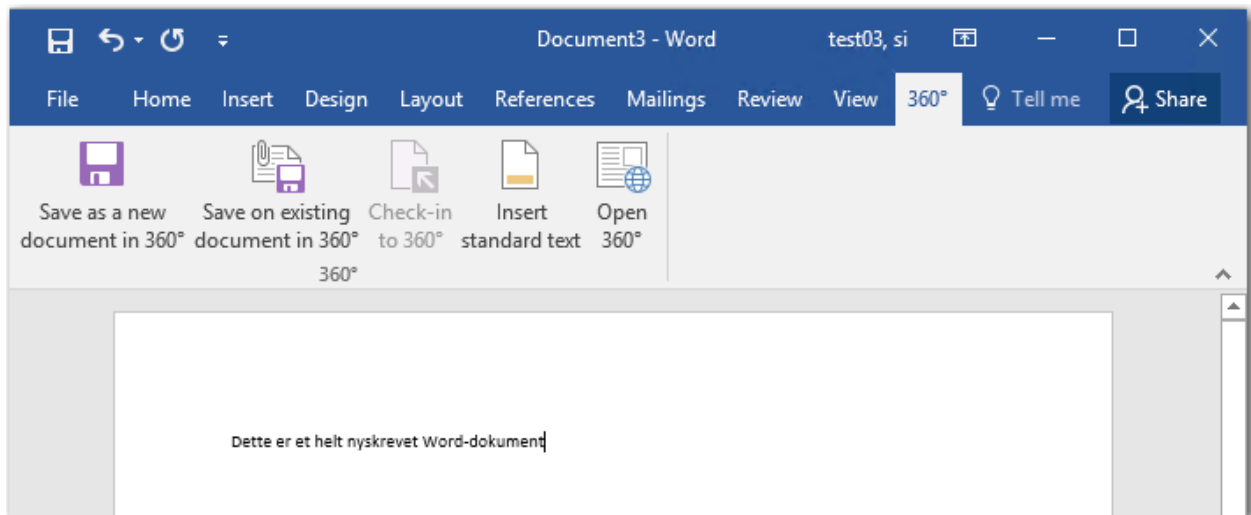 Document3 - Word test03, si
File Home Insert Design Layout References Mailings Review View 360° Tell me Share
Save as a new Save on existing Check-in Insert Open
document in 360° document in 360° to 360° standard text 360°
360°
Dette er et helt nyskrevet Word-dokument